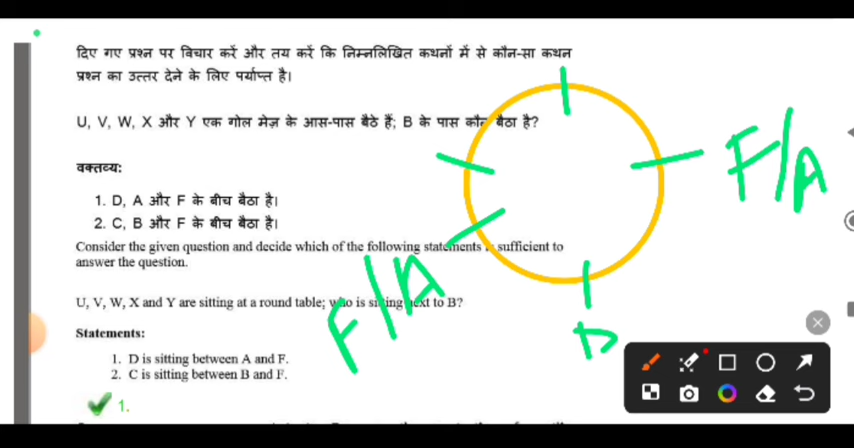 दिए गए प्रश्न पर विचार करें और तय करें कि निम्नलिखित कथनों में से कौन-सा कथन
प्रश्न का उत्तर देने के लिए पर्याप्त है।
U, V, W, X और Y एक गोल मेज़ के आस-पास बैठे हैं; B के पास कौन बैठा है?
वक्तव्य:
1. D, A और F के बीच बैठा है।
2. C, B और F के बीच बैठा है।
Consider the given question and decide which of the following statements is sufficient to
answer the question.
U, V, W, X and Y are sitting at a round table; who is sitting next to B?
Statements:
1. D is sitting between A and F.
2. C is sitting between B and F.
1.
F/A
F/A
D